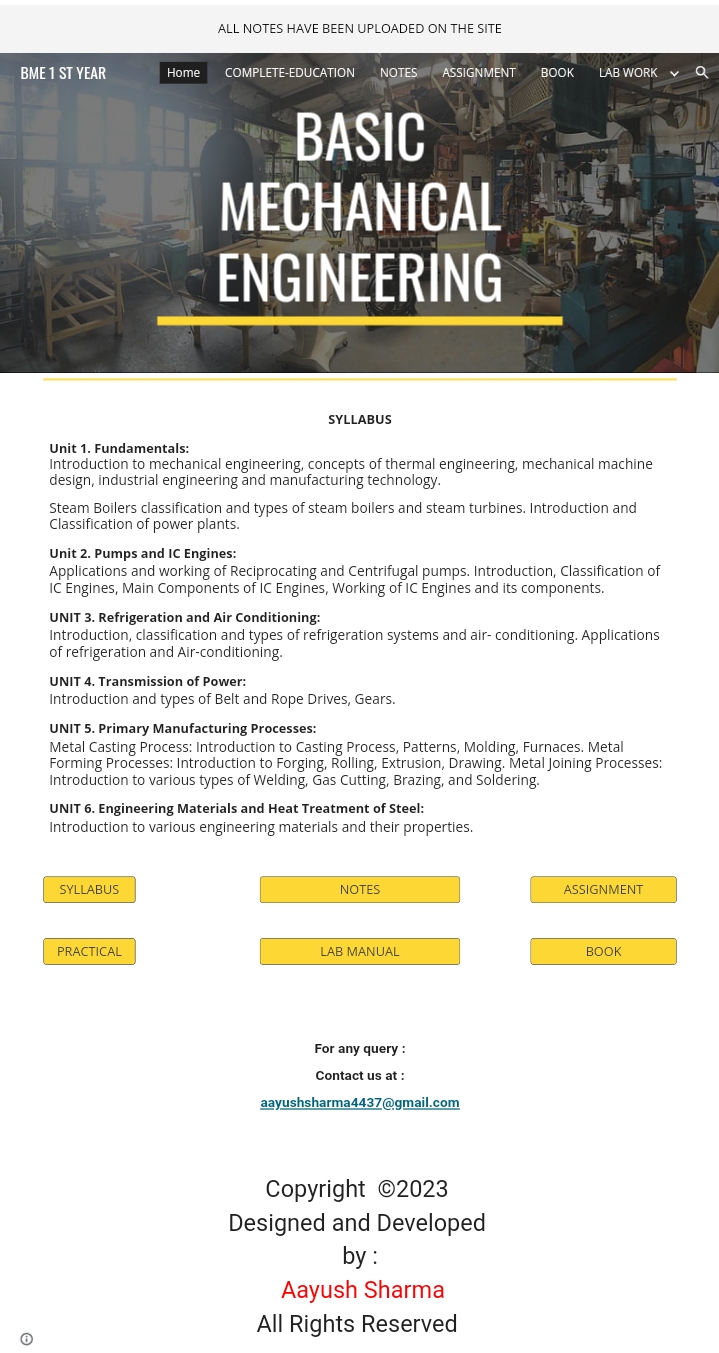 ALL NOTES HAVE BEEN UPLOADED ON THE SITE
BME 1 ST YEAR
Home
COMPLETE-EDUCATION
NOTES
ASSIGNMENT
BOOK
LAB WORK
BASIC
MECHANICAL
ENGINEERING
SYLLABUS
Unit 1. Fundamentals:
Introduction to mechanical engineering, concepts of thermal engineering, mechanical machine
design, industrial engineering and manufacturing technology.
Steam Boilers classification and types of steam boilers and steam turbines. Introduction and
Classification of power plants.
Unit 2. Pumps and IC Engines:
Applications and working of Reciprocating and Centrifugal pumps. Introduction, Classification of
IC Engines, Main Components of IC Engines, Working of IC Engines and its components.
UNIT 3. Refrigeration and Air Conditioning:
Introduction, classification and types of refrigeration systems and air- conditioning. Applications
of refrigeration and Air-conditioning.
UNIT 4. Transmission of Power:
Introduction and types of Belt and Rope Drives, Gears.
UNIT 5. Primary Manufacturing Processes:
Metal Casting Process: Introduction to Casting Process, Patterns, Molding, Furnaces. Metal
Forming Processes: Introduction to Forging, Rolling, Extrusion, Drawing. Metal Joining Processes:
Introduction to various types of Welding, Gas Cutting, Brazing, and Soldering.
UNIT 6. Engineering Materials and Heat Treatment of Steel:
Introduction to various engineering materials and their properties.
SYLLABUS
NOTES
ASSIGNMENT
PRACTICAL
LAB MANUAL
BOOK
For any query :
Contact us at :
aayushsharma4437@gmail.com
Copyright ©2023
Designed and Developed
by :
Aayush Sharma
All Rights Reserved